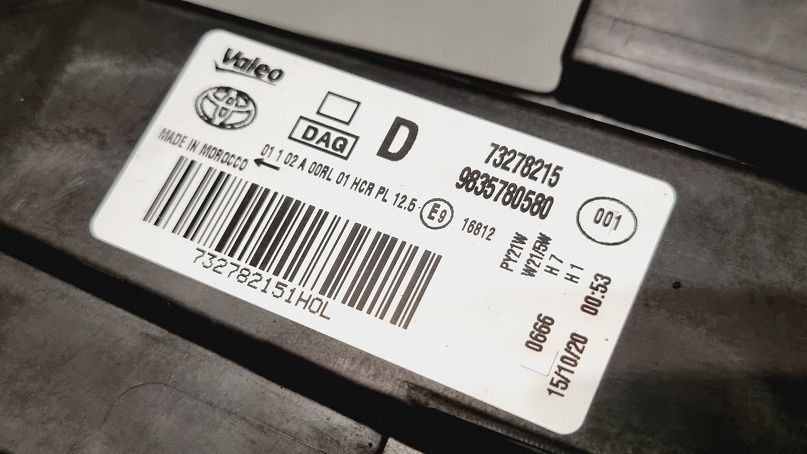 Valeo
DAQ
D
73278215
9835780580
001
MADE IN MOROCCO
01 1 02 A 00RL 01 HCR PL 12.5
E9
16812
PY21W
W21/5W
H7
H1
732782151H0L
0666
15/10/20 00:53